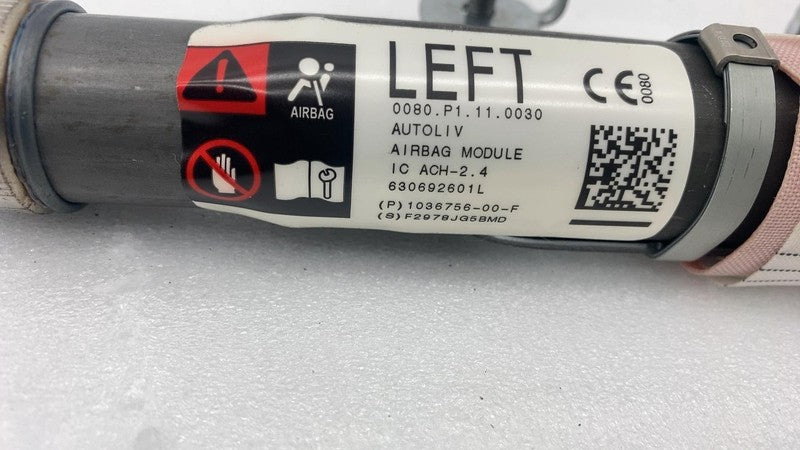 AIRBAG
LEFT
0080.P1.11.0030
AUTOLIV
AIRBAG MODULE
IC ACH-2.4
630692601L
(P)1036756-00-F
(S)F2978JG5BMD
CE 0080